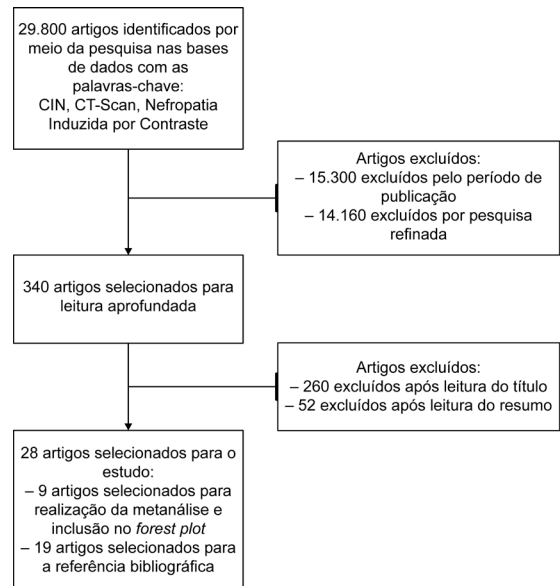 29.800 artigos identificados por
meio da pesquisa nas bases
de dados com as
palavras-chave:
CIN, CT-Scan, Nefropatia
Induzida por Contraste
Artigos excluídos:
– 15.300 excluídos pelo período de
publicação
– 14.160 excluídos por pesquisa
refinada
340 artigos selecionados para
leitura aprofundada
Artigos excluídos:
– 260 excluídos após leitura do título
– 52 excluídos após leitura do resumo
28 artigos selecionados para o
estudo:
– 9 artigos selecionados para
realização da metanálise e
inclusão no forest plot
– 19 artigos selecionados para
a referência bibliográfica